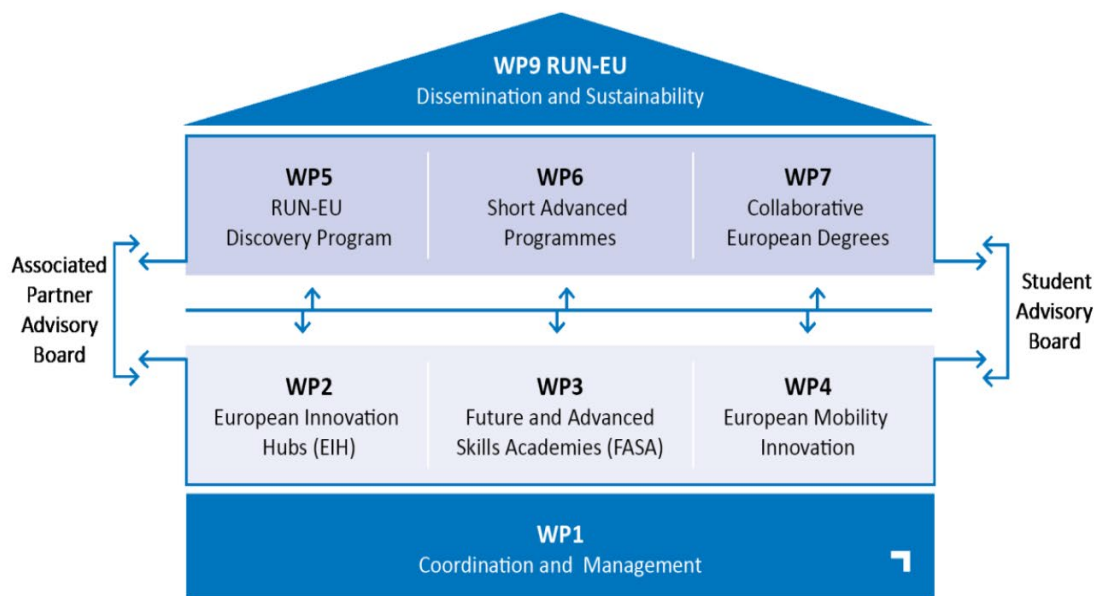 WP9 RUN-EU
Dissemination and Sustainability
WP5
RUN-EU
Discovery Program
WP6
Short Advanced
Programmes
WP7
Collaborative
European Degrees
Associated
Partner
Advisory
Board
Student
Advisory
Board
WP2
European Innovation
Hubs (EIH)
WP3
Future and Advanced
Skills Academies (FASA)
WP4
European Mobility
Innovation
WP1
Coordination and Management